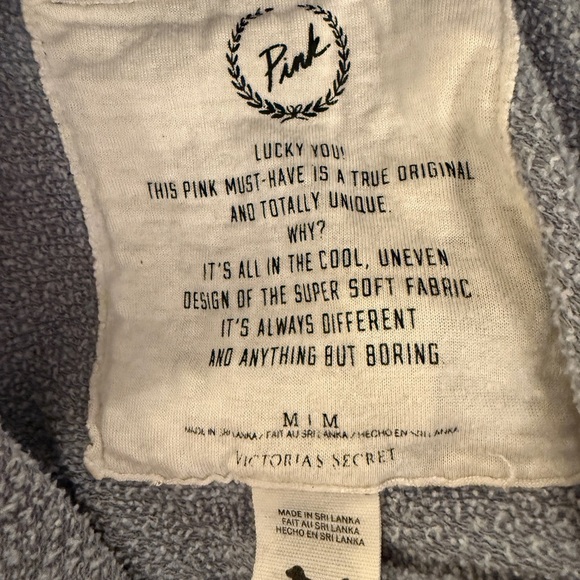 Pink
LUCKY YOU!
THIS PINK MUST-HAVE IS A TRUE ORIGINAL
AND TOTALLY UNIQUE.
WHY?
IT'S ALL IN THE COOL, UNEVEN
DESIGN OF THE SUPER SOFT FABRIC.
IT'S ALWAYS DIFFERENT
AND ANYTHING BUT BORING.
M | M
MADE IN SRI LANKA / FAIT AU SRI LANKA / HECHO EN SRI LANKA
VICTORIA'S SECRET
MADE IN SRI LANKA
FAIT AU SRI LANKA
HECHO EN SRI LANKA